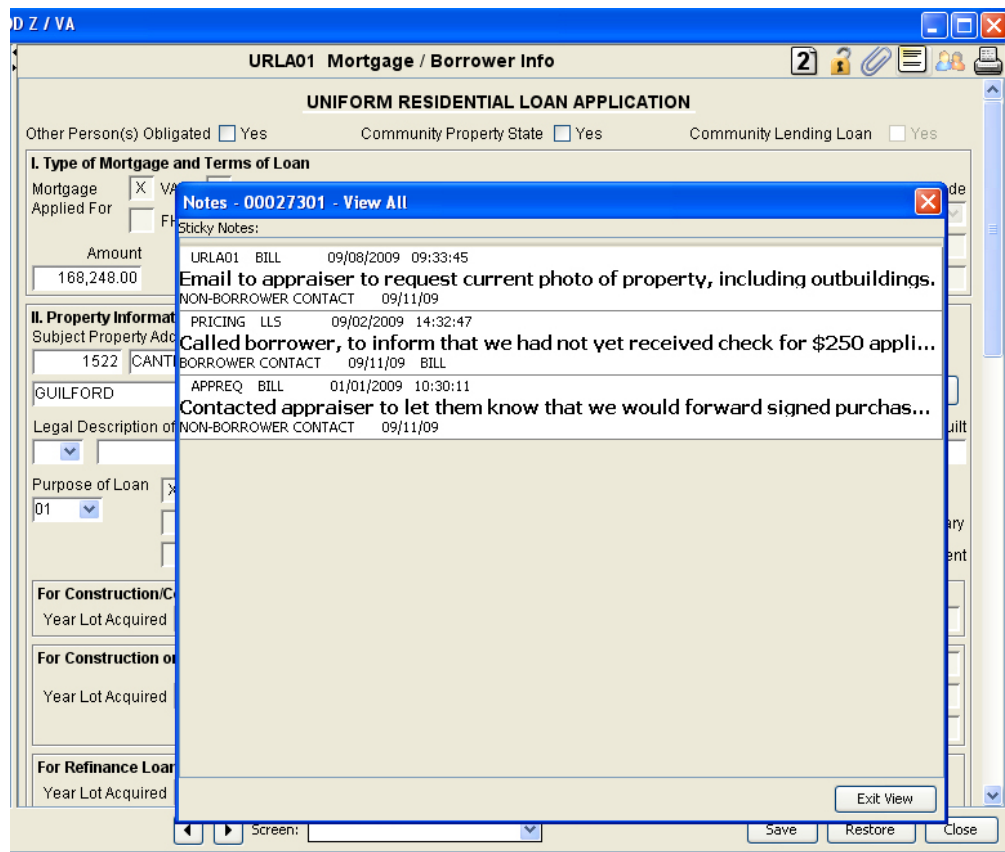 D Z / VA
URLA01 Mortgage / Borrower Info
2
UNIFORM RESIDENTIAL LOAN APPLICATION
Other Person(s) Obligated Yes Community Property State Yes Community Lending Loan Yes
I. Type of Mortgage and Terms of Loan
Mortgage Applied For
X VA
FH
de
Amount
168,248.00
II. Property Informat
Subject Property Add
1522 CANT
GUILFORD
Legal Description of
uilt
Purpose of Loan X
01
ary
ent
For Construction/C
Year Lot Acquired
For Construction o
Year Lot Acquired
For Refinance Loan
Year Lot Acquired
Notes - 00027301 - View All
Sticky Notes:
URLA01 BILL 09/08/2009 09:33:45
Email to appraiser to request current photo of property, including outbuildings.
NON-BORROWER CONTACT 09/11/09
PRICING LLS 09/02/2009 14:32:47
Called borrower, to inform that we had not yet received check for $250 appli...
BORROWER CONTACT 09/11/09 BILL
APPREQ BILL 01/01/2009 10:30:11
Contacted appraiser to let them know that we would forward signed purchas...
NON-BORROWER CONTACT 09/11/09
Exit View
Screen: Save Restore Close